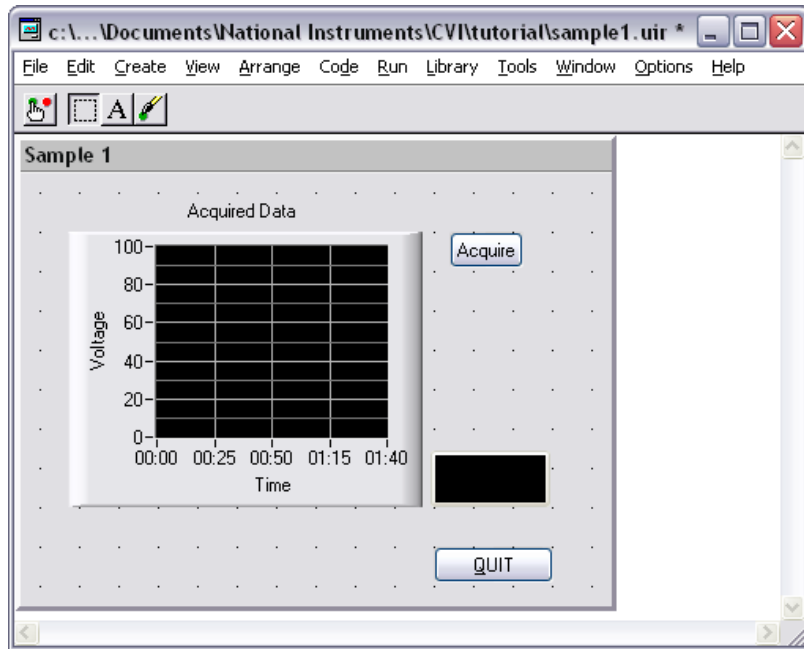 c:\...\Documents\National Instruments\CVI\tutorial\sample1.uir *
File Edit Create View Arrange Code Run Library Tools Window Options Help
A
Sample 1
Acquired Data
Acquire
100
80
60
40
20
0
Voltage
00:00 00:25 00:50 01:15 01:40
Time
QUIT